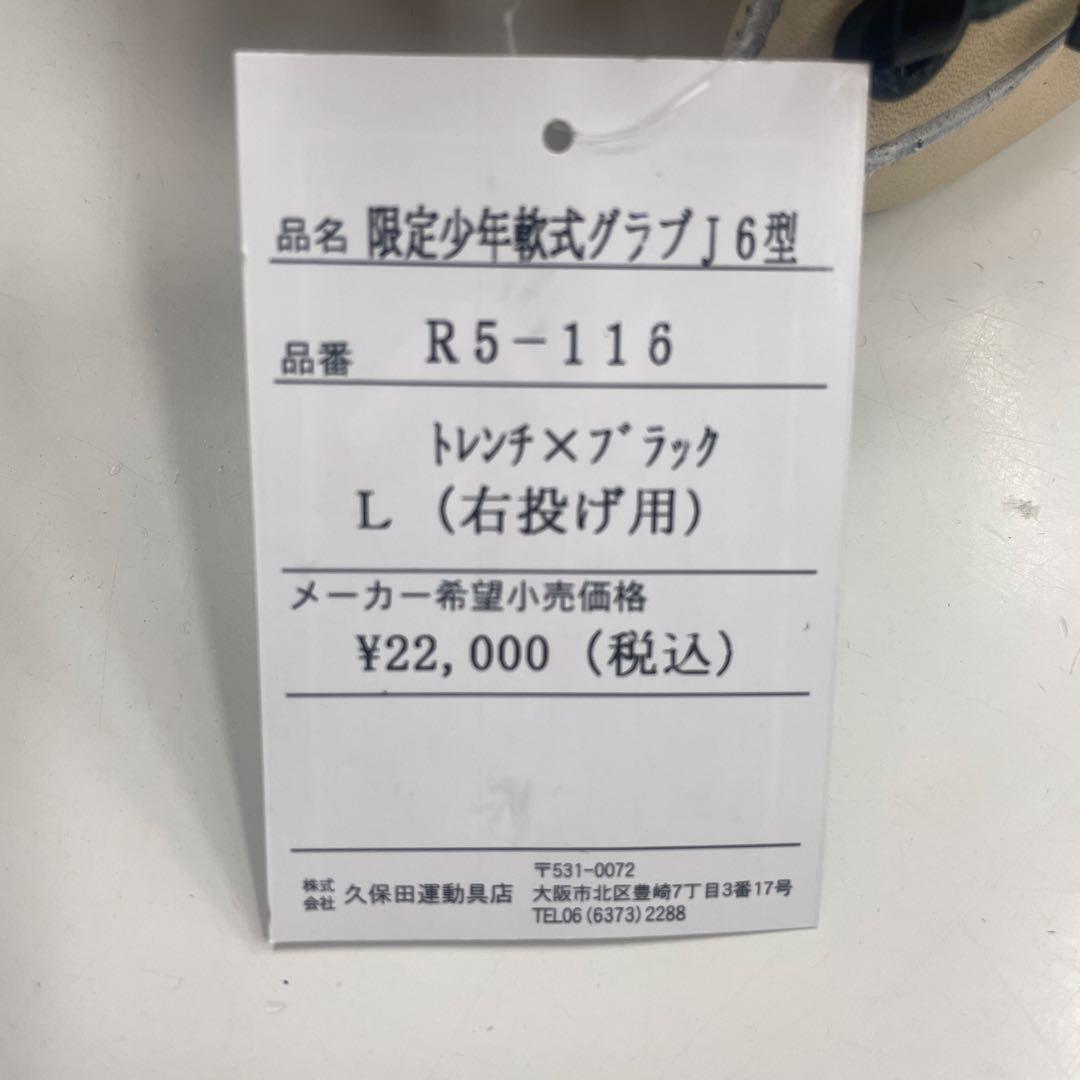 品名 限定少年軟式グラブJ6型
品番 R5-116
ﾄﾚﾝﾁ×ﾌﾞﾗｯｸ
L (右投げ用)
メーカー希望小売価格
¥22,000 (税込)
株式会社 久保田運動具店
〒531-0072
大阪市北区豊崎7丁目3番17号
TEL06(6373)2288